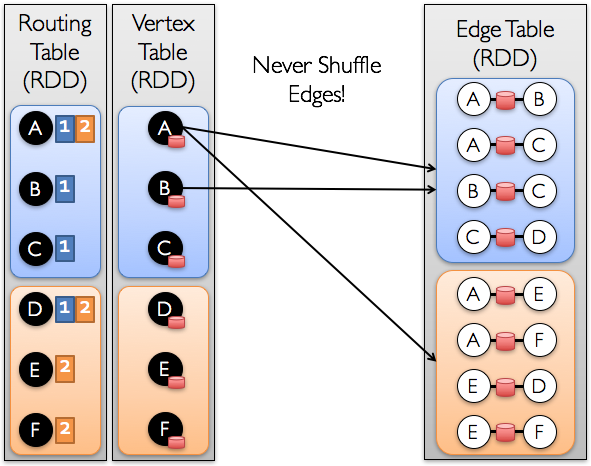 Routing
Table
(RDD)
A 1 2
B 1
C 1
D 1 2
E 2
F 2
Vertex
Table
(RDD)
A
B
C
D
E
F
Never Shuffle
Edges!
Edge Table
(RDD)
A B
A C
B C
C D
A E
A F
E D
E F